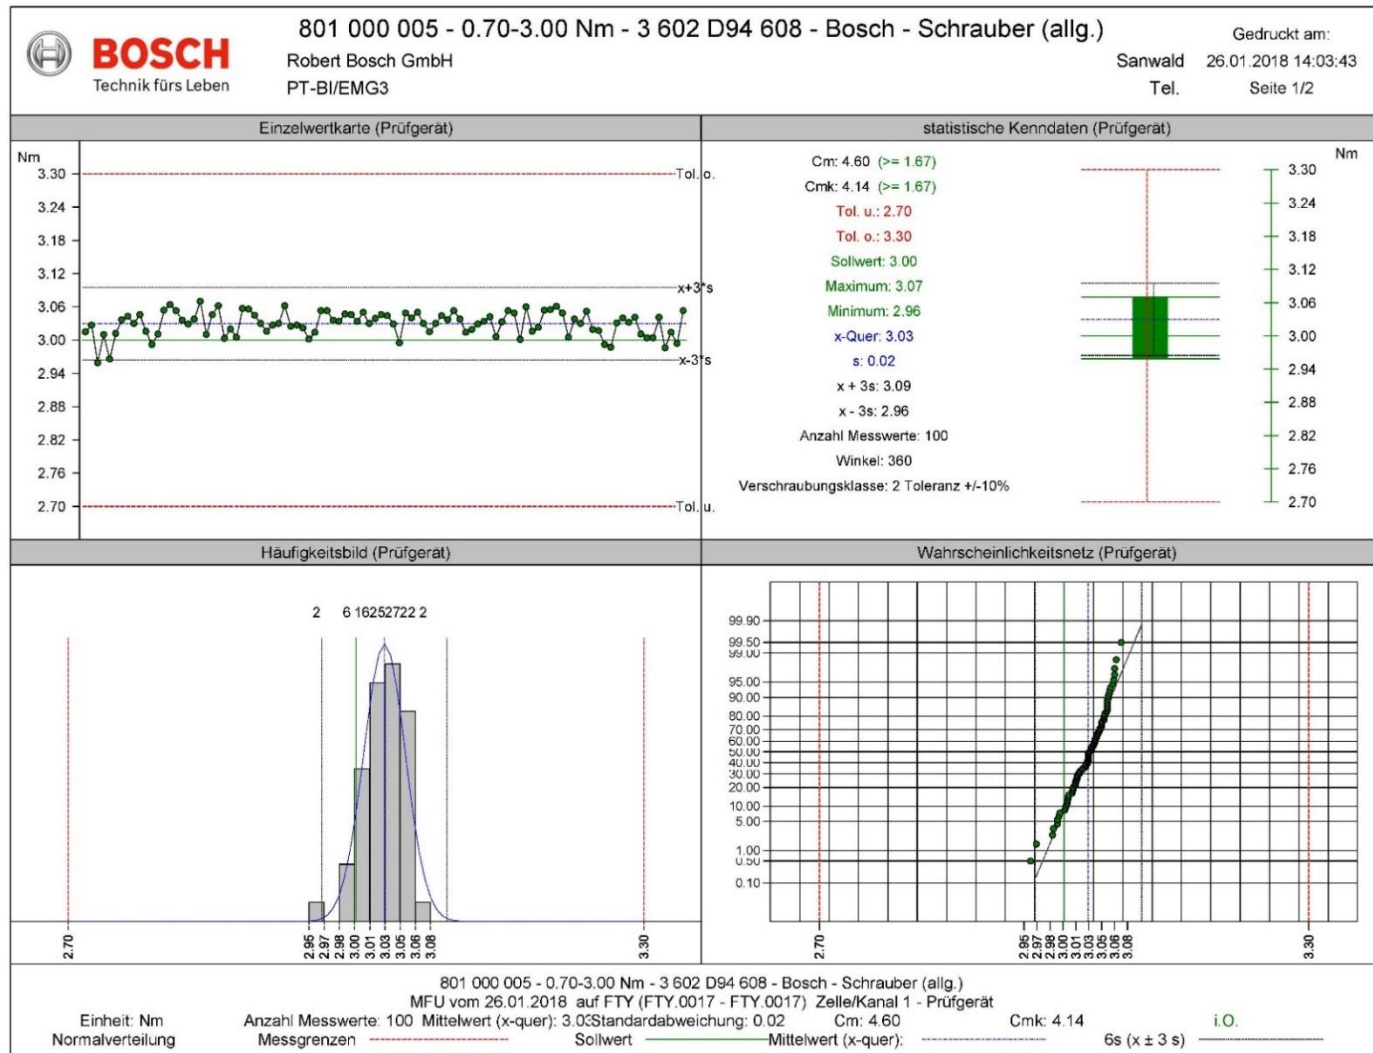 801 000 005 - 0.70-3.00 Nm - 3 602 D94 608 - Bosch - Schrauber (allg.)
Gedruckt am:
BOSCH
Technik fürs Leben
Robert Bosch GmbH
Sanwald 26.01.2018 14:03:43
PT-BI/EMG3
Tel. Seite 1/2
Einzelwertkarte (Prüfgerät)
Nm
3.30
3.24
3.18
3.12
3.06
3.00
2.94
2.88
2.82
2.76
2.70
Tol. o.
x+3*s
x-3*s
Tol. u.
statistische Kenndaten (Prüfgerät)
Cm: 4.60 (>= 1.67)
Cmk: 4.14 (>= 1.67)
Tol. u.: 2.70
Tol. o.: 3.30
Sollwert: 3.00
Maximum: 3.07
Minimum: 2.96
x-Quer: 3.03
s: 0.02
x + 3s: 3.09
x - 3s: 2.96
Anzahl Messwerte: 100
Winkel: 360
Verschraubungsklasse: 2 Toleranz +/-10%
Nm
3.30
3.24
3.18
3.12
3.06
3.00
2.94
2.88
2.82
2.76
2.70
Häufigkeitsbild (Prüfgerät)
2 6 16252722 2
2.70 2.95 2.97 2.98 3.00 3.01 3.03 3.05 3.06 3.08 3.30
Wahrscheinlichkeitsnetz (Prüfgerät)
99.90
99.50
99.00
95.00
90.00
80.00
70.00
60.00
50.00
40.00
30.00
20.00
10.00
5.00
1.00
0.50
0.10
2.70 2.95 2.97 2.98 3.00 3.01 3.03 3.05 3.06 3.08 3.30
801 000 005 - 0.70-3.00 Nm - 3 602 D94 608 - Bosch - Schrauber (allg.)
MFU vom 26.01.2018 auf FTY (FTY.0017 - FTY.0017) Zelle/Kanal 1 - Prüfgerät
Einheit: Nm Anzahl Messwerte: 100 Mittelwert (x-quer): 3.03 Standardabweichung: 0.02 Cm: 4.60 Cmk: 4.14 i.O.
Normalverteilung Messgrenzen Sollwert Mittelwert (x-quer): 6s (x ± 3 s)